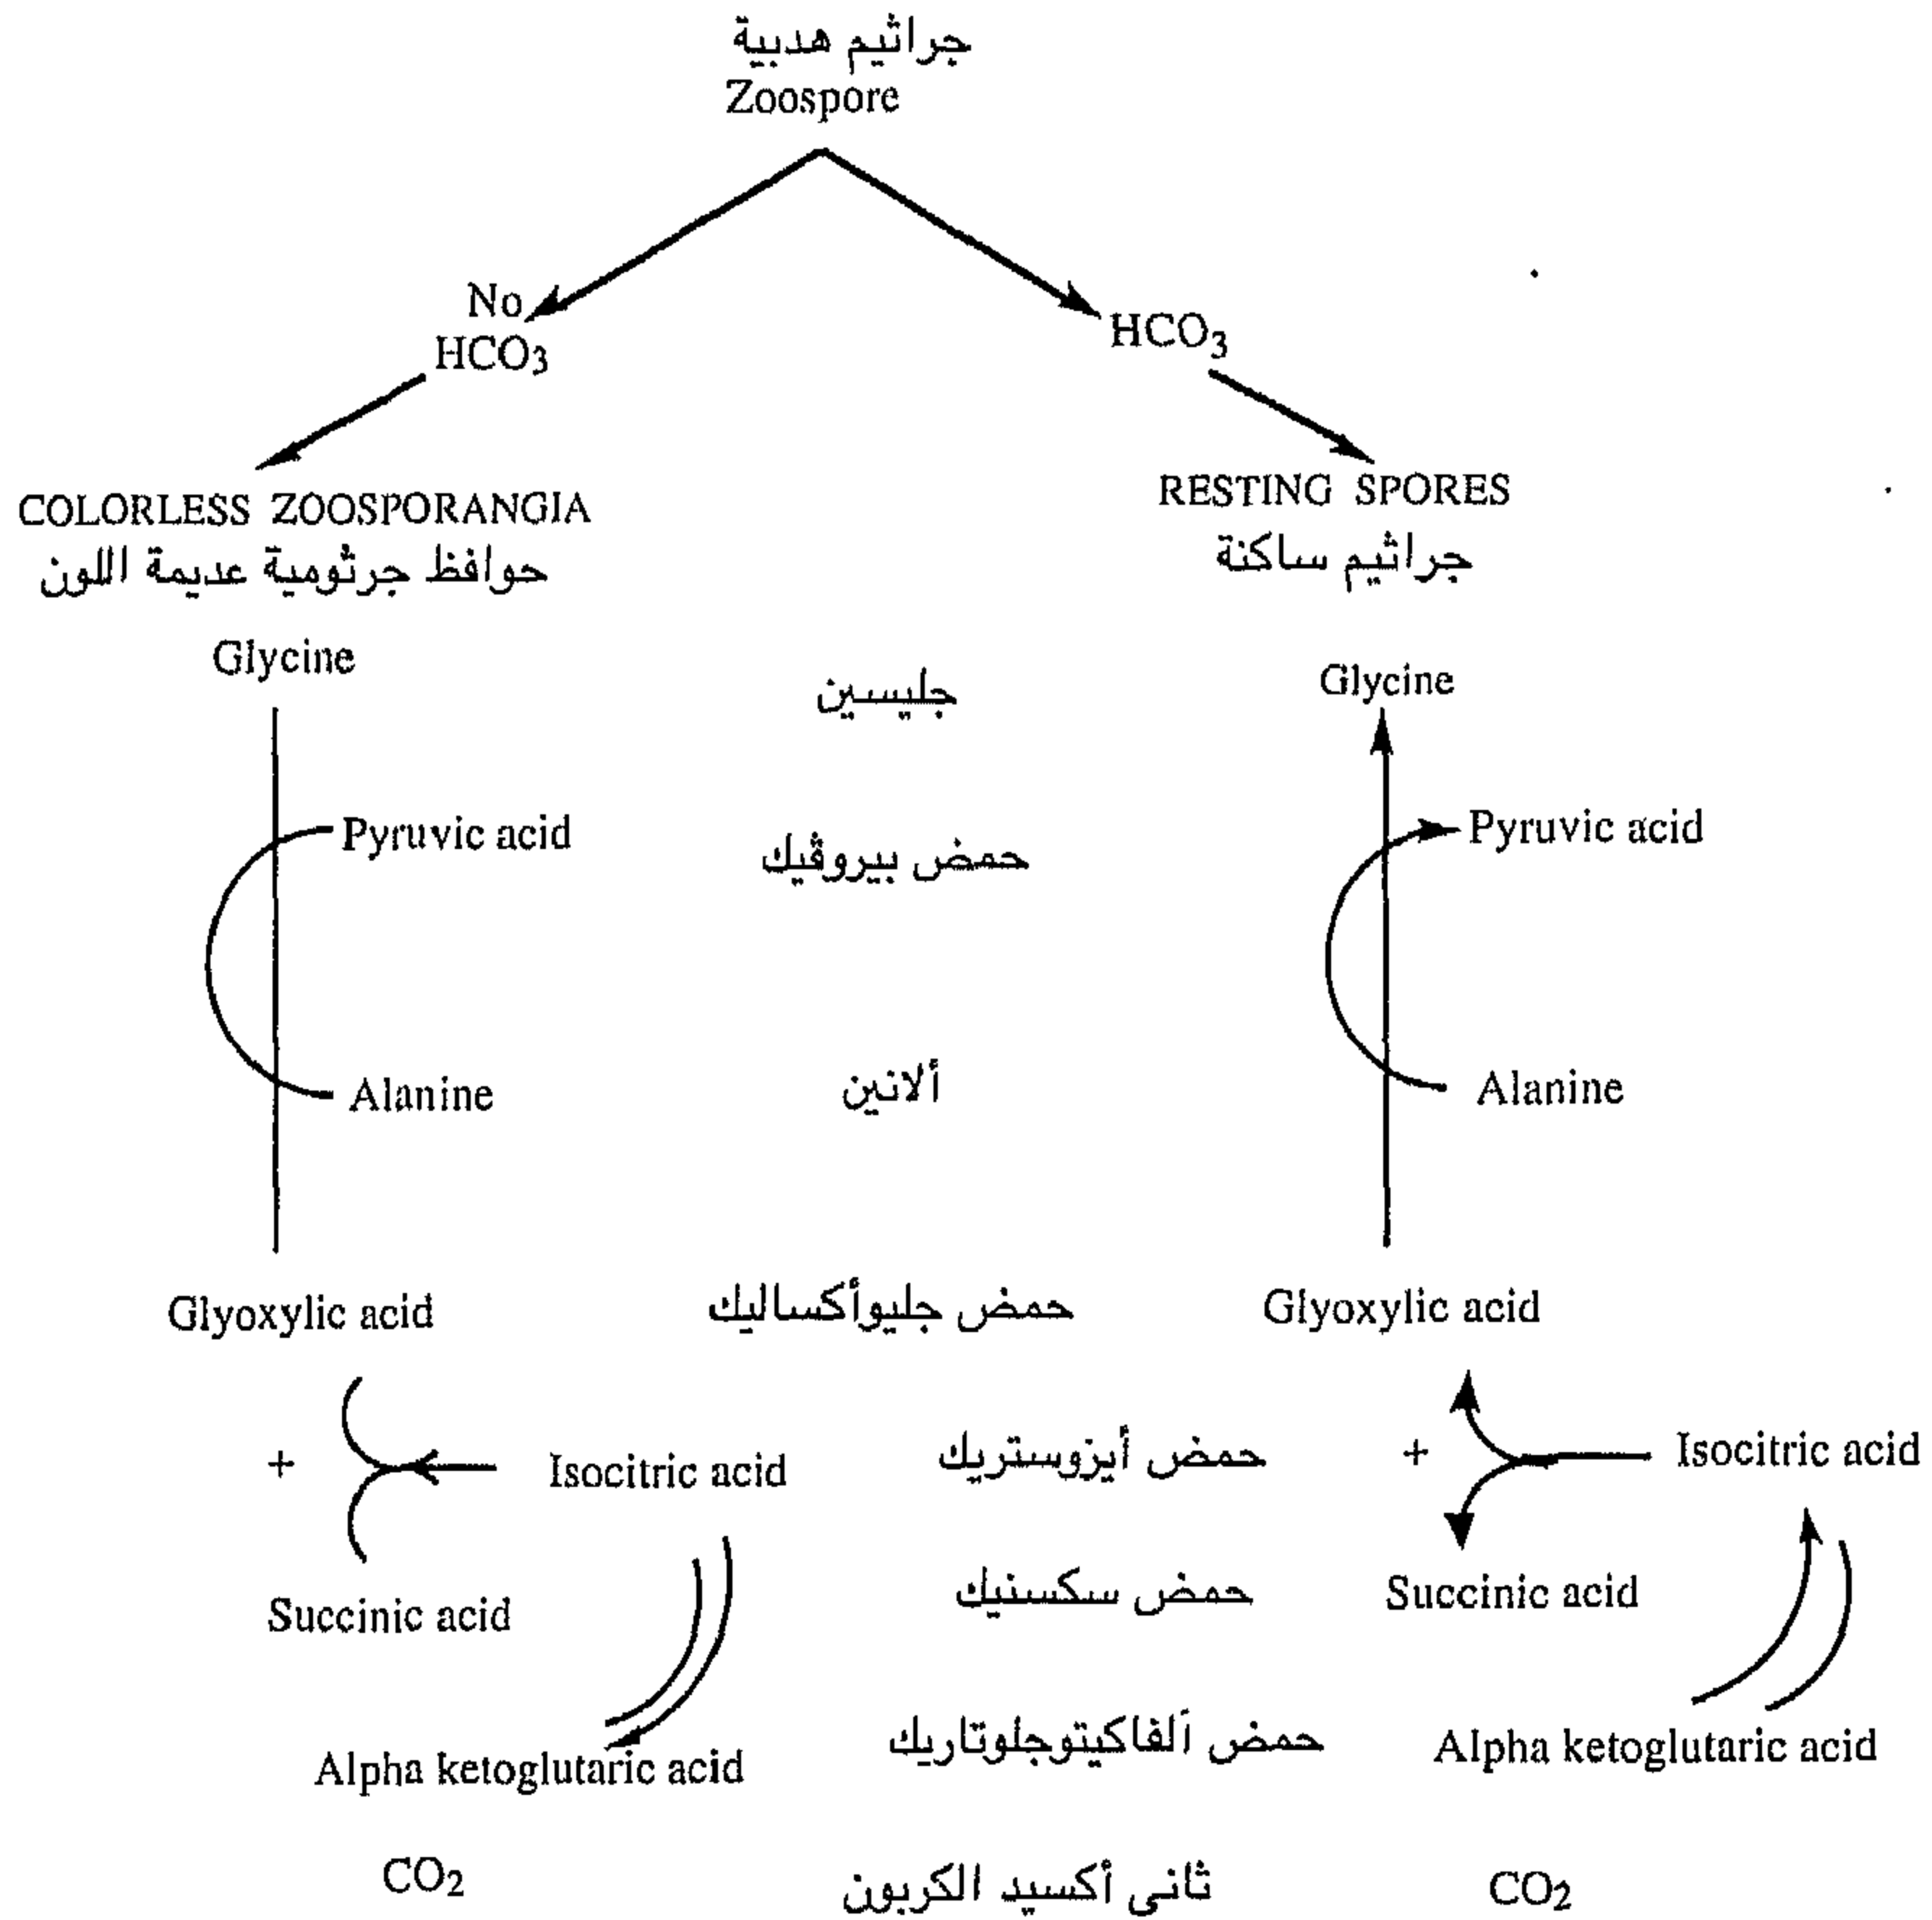 جراثيم هدبية
Zoospore
No
HCO3
HCO3
COLORLESS ZOOSPORANGIA
حوافظ جرثومية عديمة اللون
RESTING SPORES
جراثيم ساكنة
Glycine
جليسين
Glycine
Pyruvic acid
حمض بيروڤيك
Pyruvic acid
Alanine
ألانين
Alanine
Glyoxylic acid
حمض جليوأكساليك
Glyoxylic acid
+
Isocitric acid
حمض أيزوستريك
+
Isocitric acid
Succinic acid
حمض سكسنيك
Succinic acid
Alpha ketoglutaric acid
حمض ألفاكيتوجلوتاريك
Alpha ketoglutaric acid
CO2
ثانى أكسيد الكربون
CO2